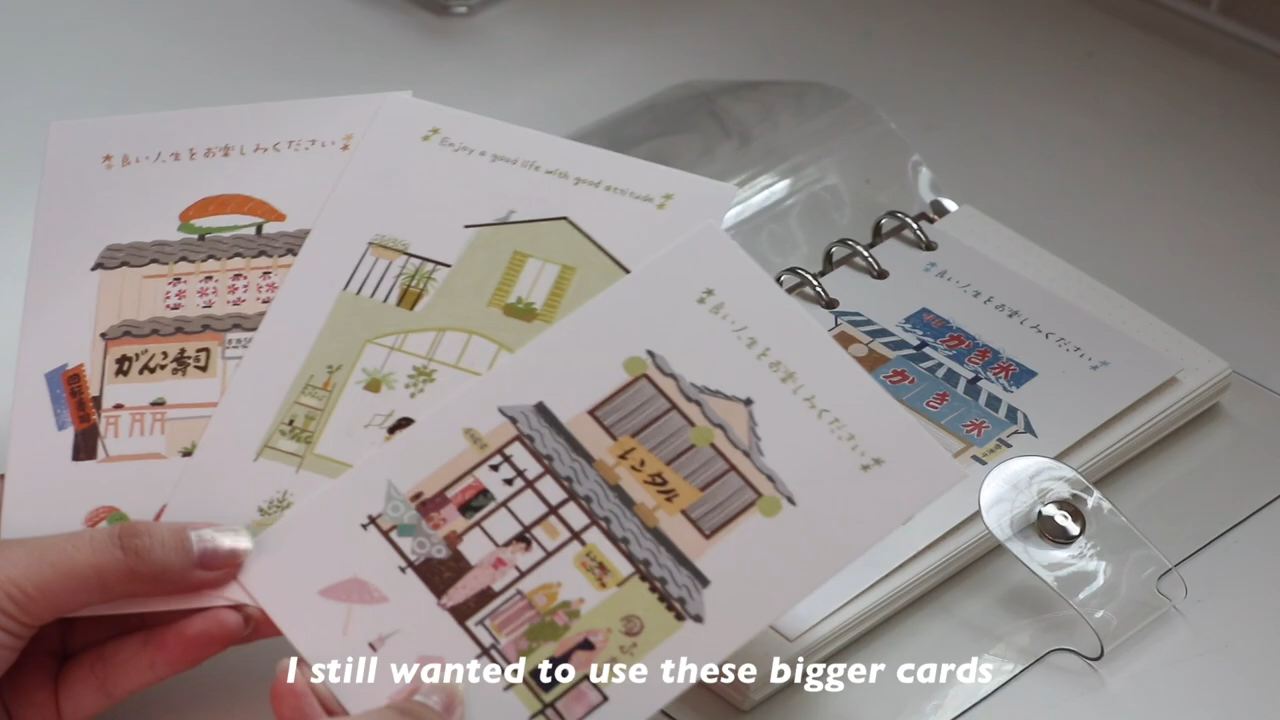 良い人生をお楽しみください
がんこ寿司
Enjoy a good life with good attitude
良い人生をお楽しみください
レンタル
良い人生をお楽しみください
かき氷
かき氷
I still wanted to use these bigger cards